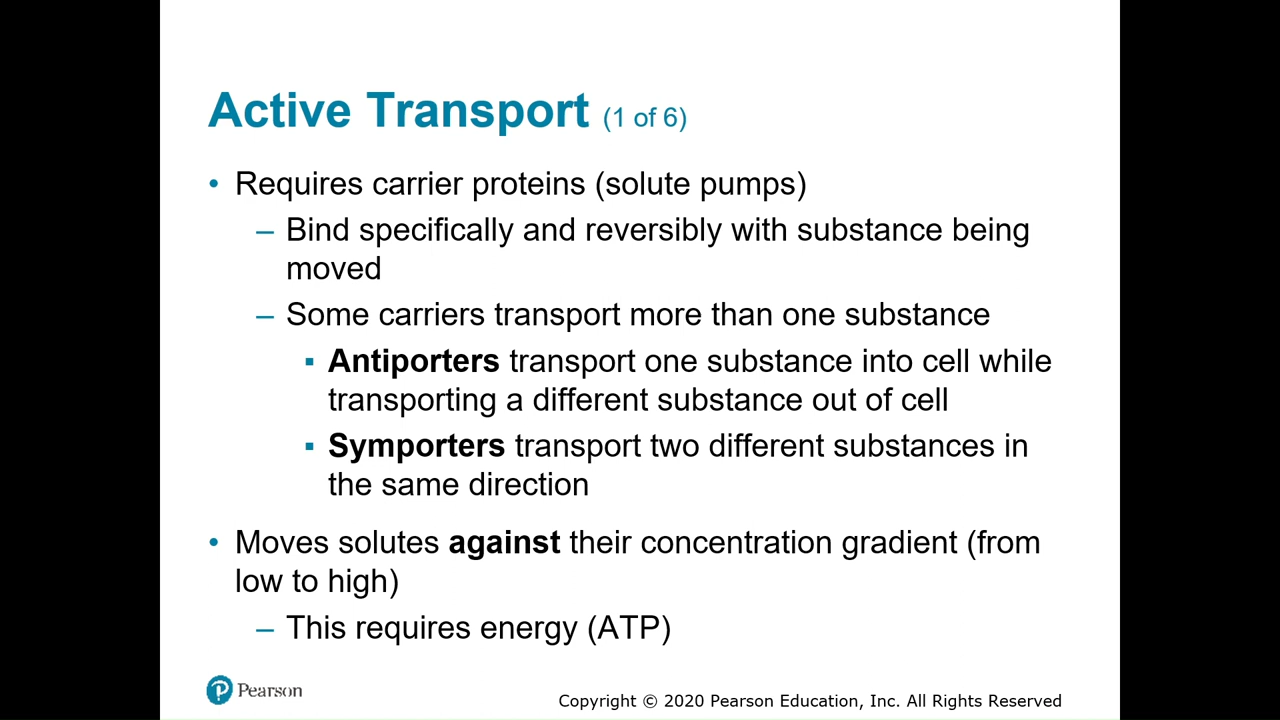 Active Transport (1 of 6)
• Requires carrier proteins (solute pumps)
– Bind specifically and reversibly with substance being
moved
– Some carriers transport more than one substance
▪ Antiporters transport one substance into cell while
transporting a different substance out of cell
▪ Symporters transport two different substances in
the same direction
• Moves solutes against their concentration gradient (from
low to high)
– This requires energy (ATP)
P Pearson
Copyright © 2020 Pearson Education, Inc. All Rights Reserved